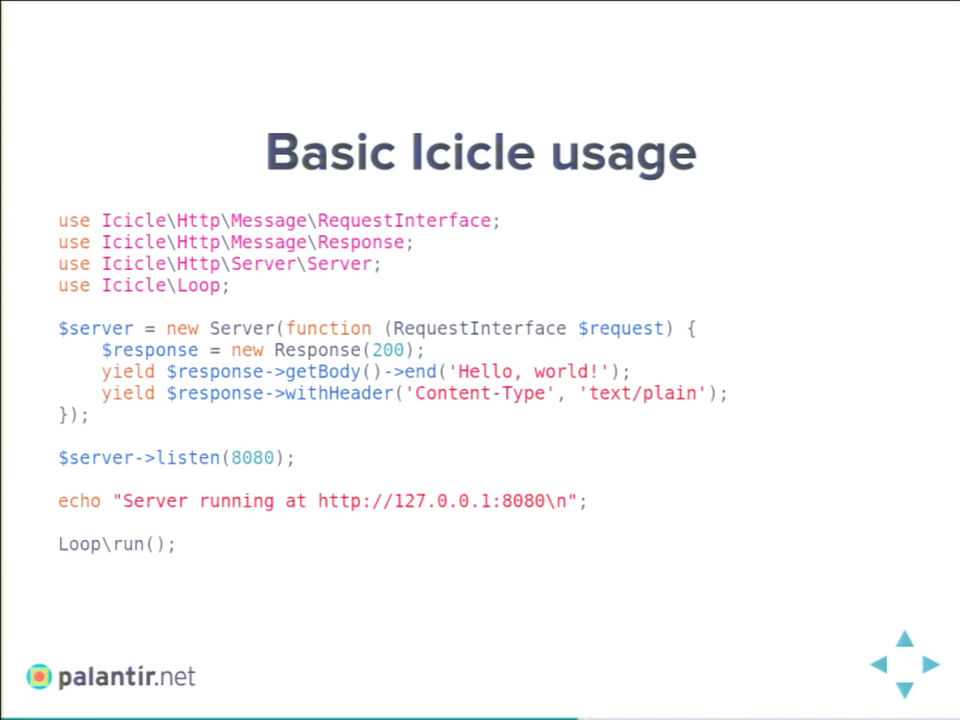 Basic Icicle usage
use Icicle\Http\Message\RequestInterface;
use Icicle\Http\Message\Response;
use Icicle\Http\Server\Server;
use Icicle\Loop;
$server = new Server(function (RequestInterface $request) {
    $response = new Response(200);
    yield $response->getBody()->end('Hello, world!');
    yield $response->withHeader('Content-Type', 'text/plain');
});
$server->listen(8080);
echo "Server running at http://127.0.0.1:8080\n";
Loop\run();
palantir.net